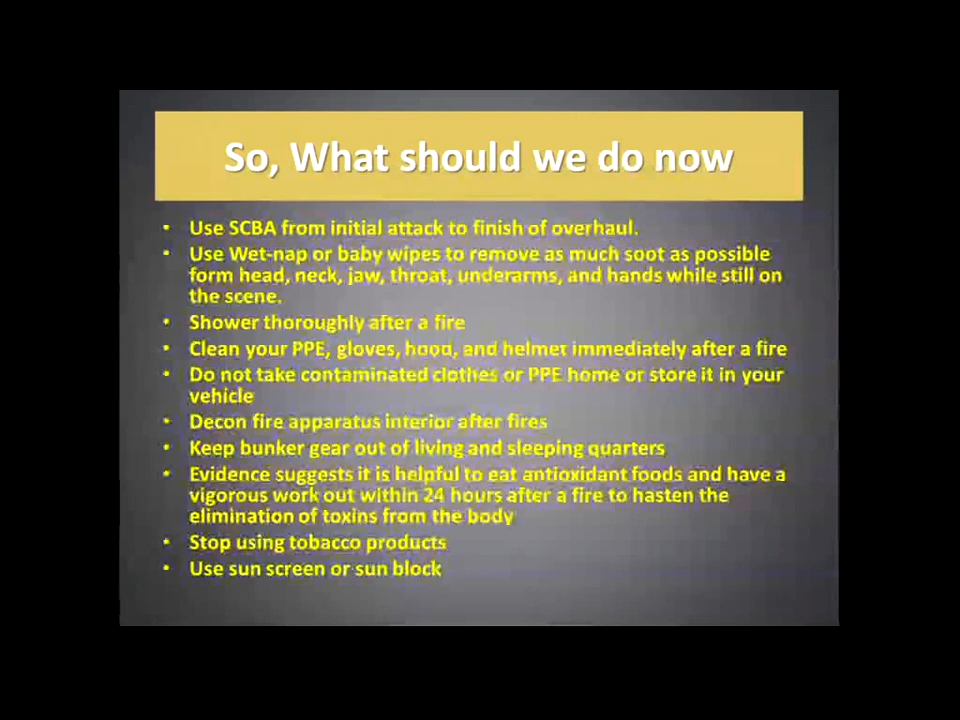 So, What should we do now
• Use SCBA from initial attack to finish of overhaul.
• Use Wet-nap or baby wipes to remove as much soot as possible
form head, neck, jaw, throat, underarms, and hands while still on
the scene.
• Shower thoroughly after a fire
• Clean your PPE, gloves, hood, and helmet immediately after a fire
• Do not take contaminated clothes or PPE home or store it in your
vehicle
• Decon fire apparatus interior after fires
• Keep bunker gear out of living and sleeping quarters
• Evidence suggests it is helpful to eat antioxidant foods and have a
vigorous work out within 24 hours after a fire to hasten the
elimination of toxins from the body
• Stop using tobacco products
• Use sun screen or sun block